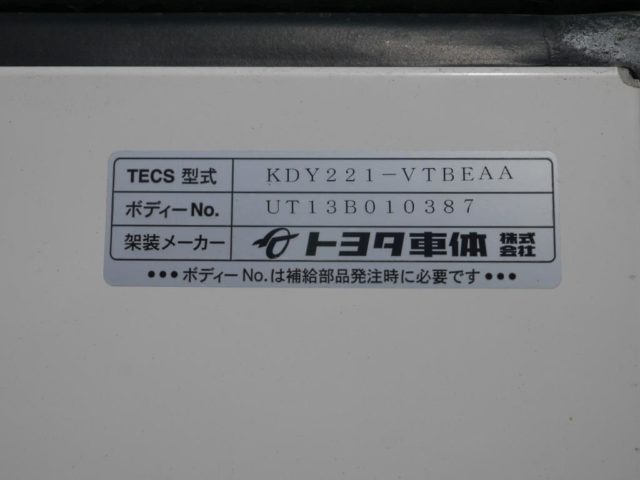 TECS 型式 KDY221-VTBEAA
ボディーNo. UT13B010387
架装メーカー トヨタ車体 株式会社
•••ボディーNo.は補給部品発注時に必要です•••